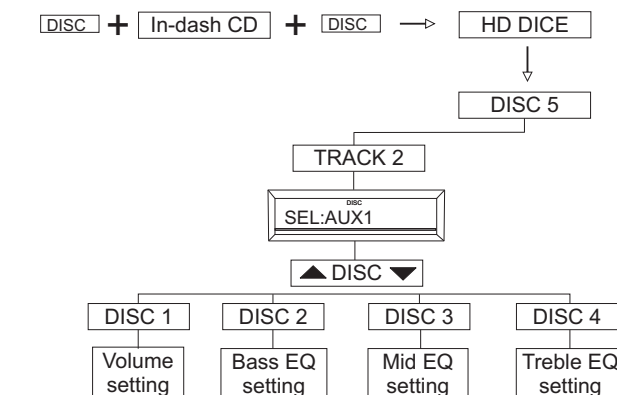 DISC + In-dash CD + DISC HD DICE
DISC 5
TRACK 2
DISC
SEL:AUX1
DISC
DISC 1 DISC 2 DISC 3 DISC 4
Volume Bass EQ Mid EQ Treble EQ
setting setting setting setting